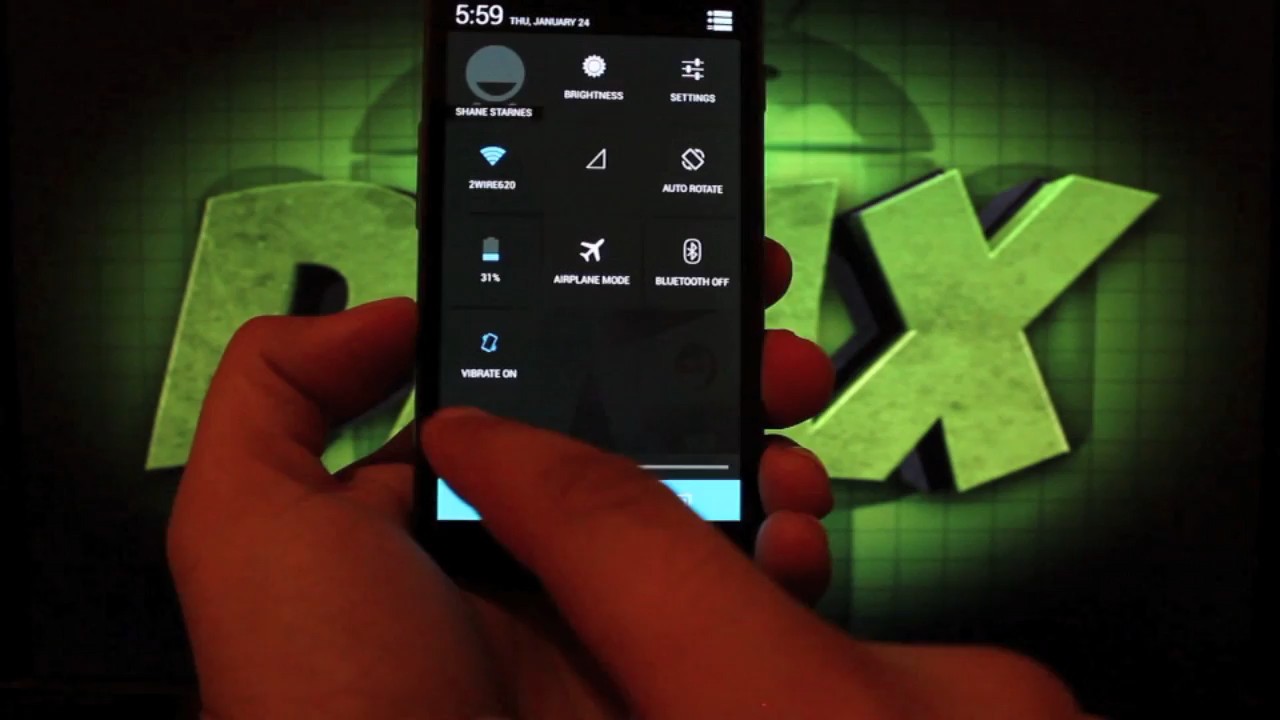 5:59 THU, JANUARY 24
SHANE STARNES
BRIGHTNESS
SETTINGS
2WIRE620
AUTO ROTATE
31%
AIRPLANE MODE
BLUETOOTH OFF
VIBRATE ON